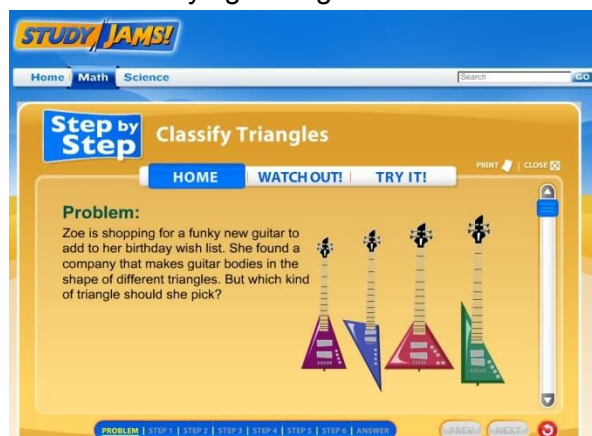 STUDY JAMS!
Home Math Science
Search GO
Step by Step
Classify Triangles
PRINT | CLOSE
HOME | WATCH OUT! | TRY IT!
Problem:
Zoe is shopping for a funky new guitar to
add to her birthday wish list. She found a
company that makes guitar bodies in the
shape of different triangles. But which kind
of triangle should she pick?
PROBLEM | STEP 1 | STEP 2 | STEP 3 | STEP 4 | STEP 5 | STEP 6 | ANSWER
PREV NEXT